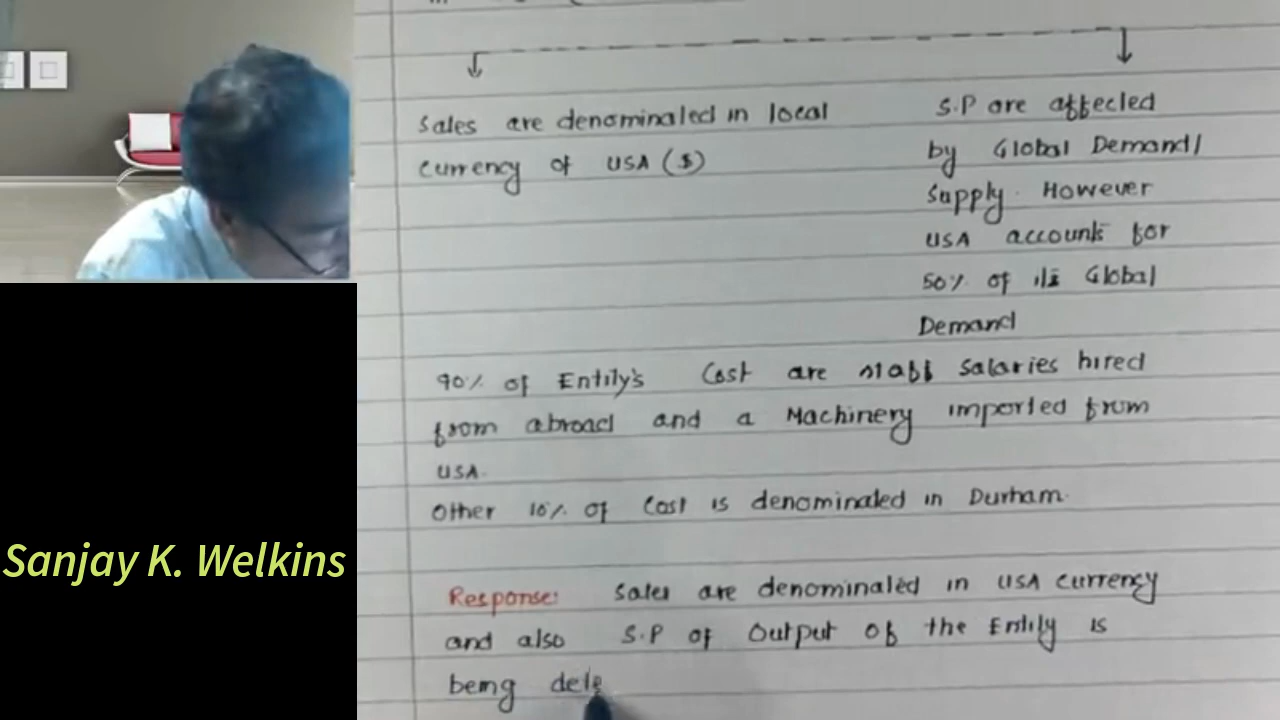 Sales are denominated in local
currency of USA ($)
S.P are affected
by Global Demand/
Supply. However
USA accounts for
50% of its Global
Demand
90% of Entity's Cost are staff salaries hired
from abroad and a Machinery imported from
USA.
Other 10% of Cost is denominated in Durham.
Response: Sales are denominated in USA currency
and also S.P of Output of the Entity is
being dete
Sanjay K. Welkins